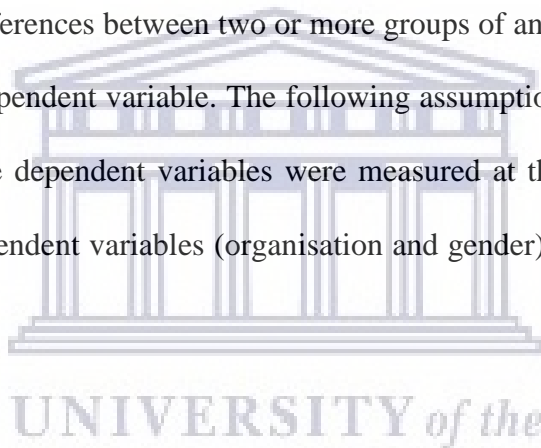 ferences between two or more groups of an
pendent variable. The following assumptio
e dependent variables were measured at th
pendent variables (organisation and gender)
UNIVERSITY of the